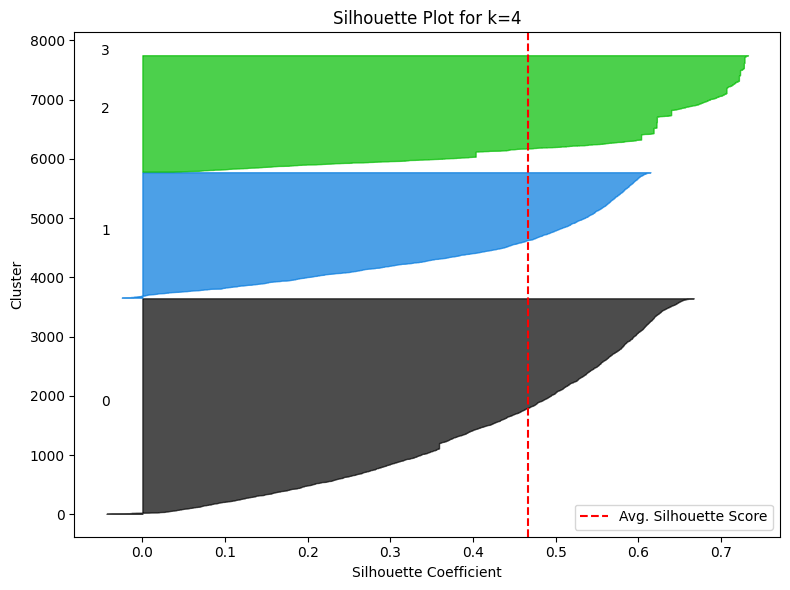 Silhouette Plot for k=4
8000
7000
6000
5000
4000
3000
2000
1000
0
Cluster
3
2
1
0
Avg. Silhouette Score
0.0 0.1 0.2 0.3 0.4 0.5 0.6 0.7
Silhouette Coefficient